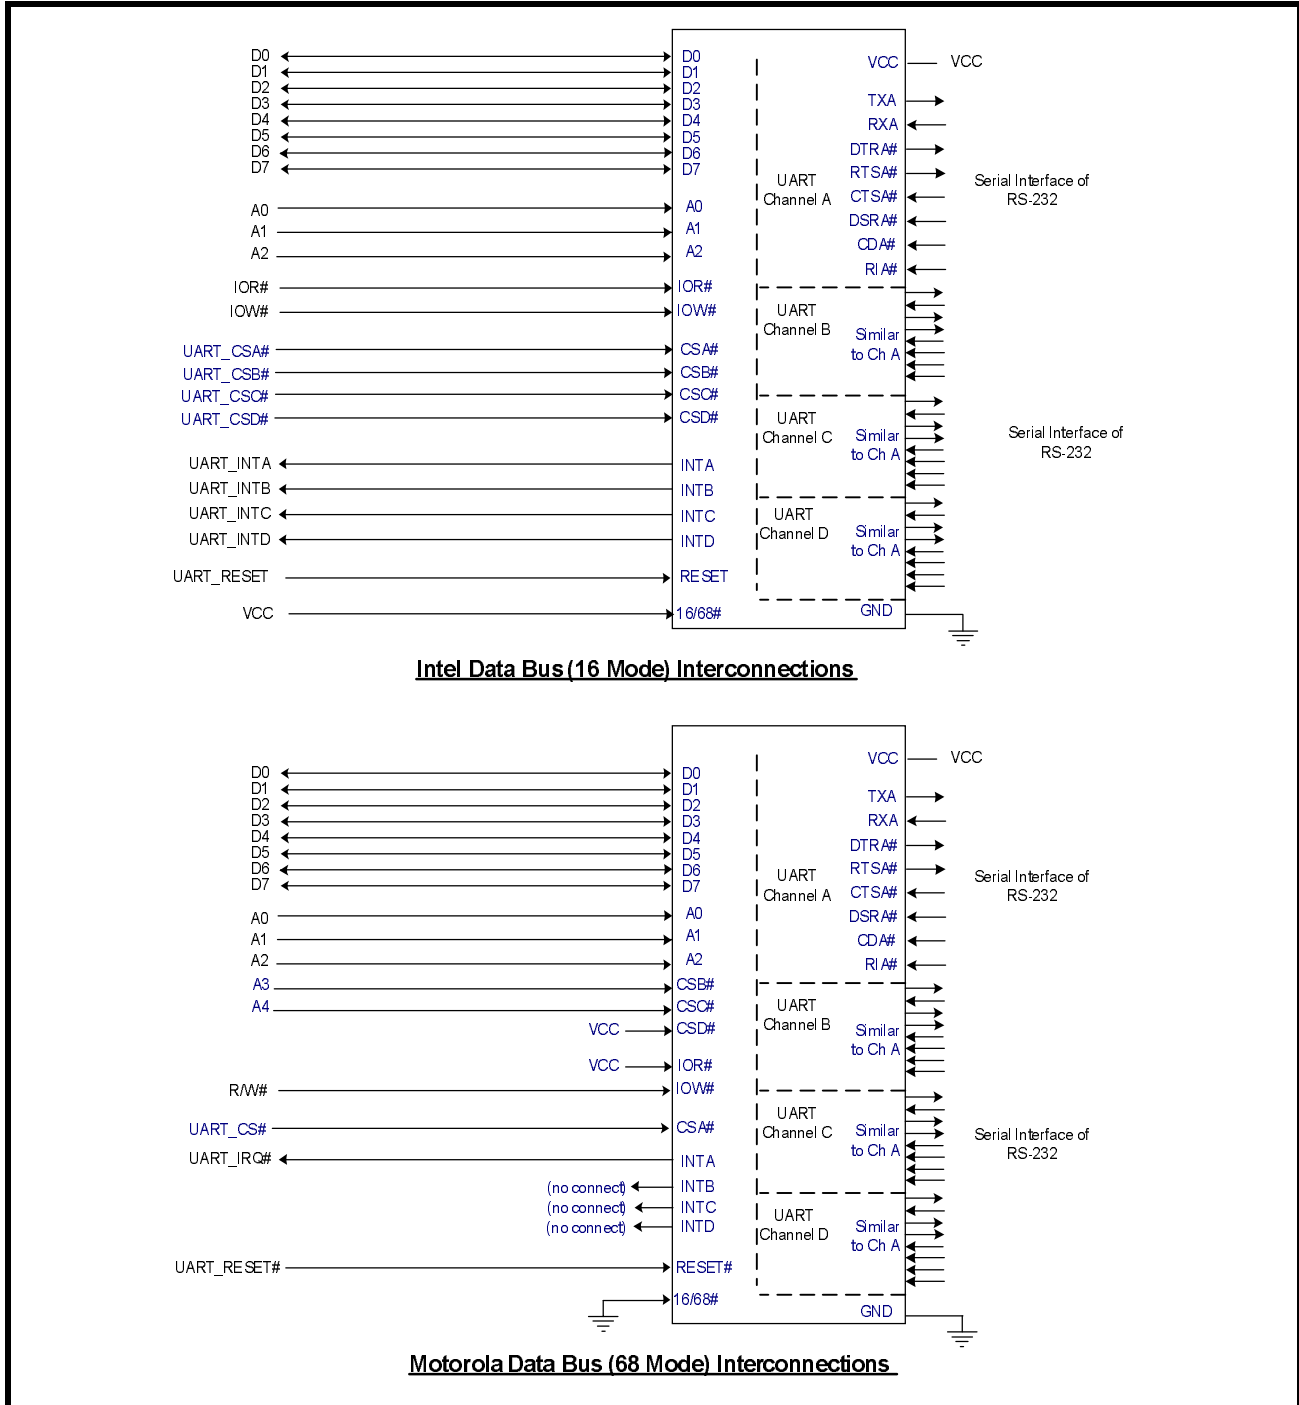 D0 D0 VCC VCC
D1 D1
D2 D2
D3 D3 TXA
D4 D4
D5 D5 RXA
D6 D6 DTRA#
D7 D7 RTSA#
UART Channel A
Serial Interface of
RS-232
A0 A0 CTSA#
A1 A1 DSRA#
A2 A2 CDA#
RIA#
IOR# IOR#
IOW# IOW#
UART
Channel B
Similar
to Ch A
UART_CSA# CSA#
UART_CSB# CSB#
UART_CSC# CSC#
UART_CSD# CSD#
UART
Channel C
Similar
to Ch A
Serial Interface of
RS-232
UART_INTA INTA
UART_INTB INTB
UART_INTC INTC
UART_INTD INTD
UART
Channel D
Similar
to Ch A
UART_RESET RESET
VCC 16/68# GND
Intel Data Bus (16 Mode) Interconnections
VCC VCC
D0 D0
D1 D1
D2 D2 TXA
D3 D3 RXA
D4 D4
D5 D5 DTRA#
D6 D6 RTSA#
D7 D7
UART
Channel A
Serial Interface of
RS-232
CTSA#
A0 A0 DSRA#
A1 A1 CDA#
A2 A2 RIA#
A3 CSB#
A4 CSC#
VCC CSD#
UART
Channel B
Similar
to Ch A
VCC IOR#
R/W# IOW#
UART_CS# CSA#
UART
Channel C
Similar
to Ch A
Serial Interface of
RS-232
UART_IRQ# INTA
(no connect) INTB
(no connect) INTC
(no connect) INTD
UART
Channel D
Similar
to Ch A
UART_RESET# RESET#
16/68# GND
Motorola Data Bus (68 Mode) Interconnections